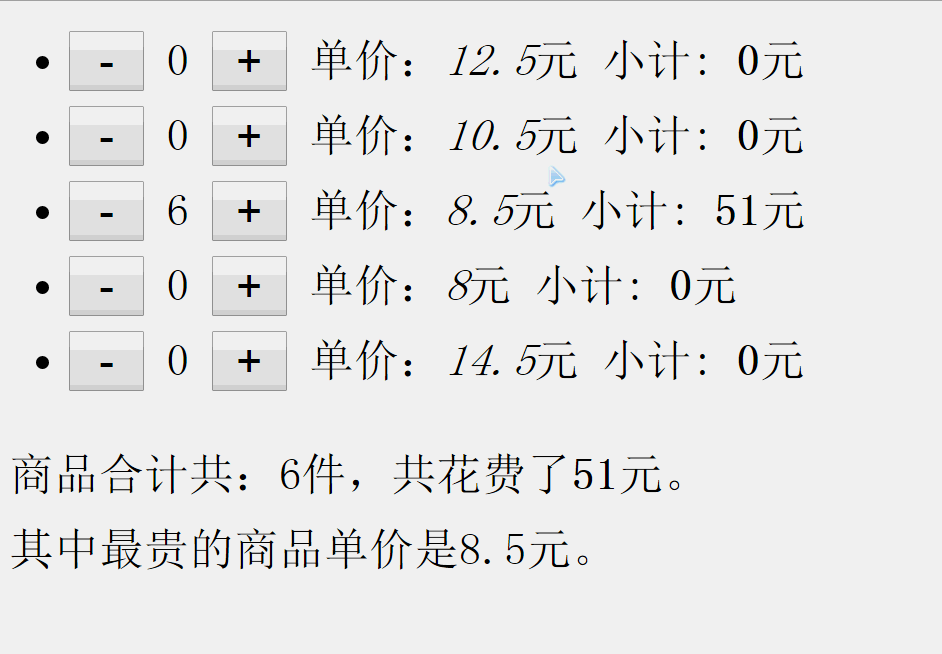 - 0 + 单价：12.5元 小计：0元
- 0 + 单价：10.5元 小计：0元
- 6 + 单价：8.5元 小计：51元
- 0 + 单价：8元 小计：0元
- 0 + 单价：14.5元 小计：0元
商品合计共：6件，共花费了51元。
其中最贵的商品单价是8.5元。